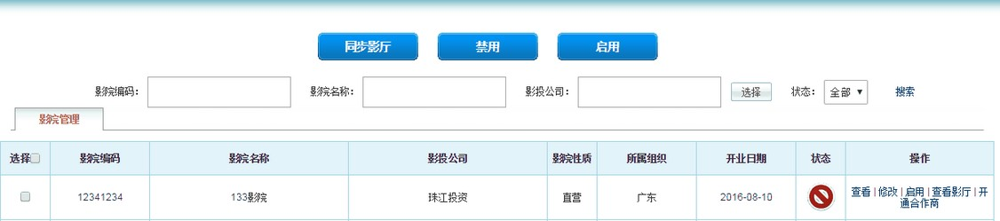 同步影厅 禁用 启用
影院编码： 影院名称： 影投公司： 选择 状态： 全部 搜索
影院管理
选择 影院编码 影院名称 影投公司 影院性质 所属组织 开业日期 状态 操作
12341234 133影院 珠江投资 直营 广东 2016-08-10 查看 | 修改 | 启用 | 查看影厅 | 开
通合作商